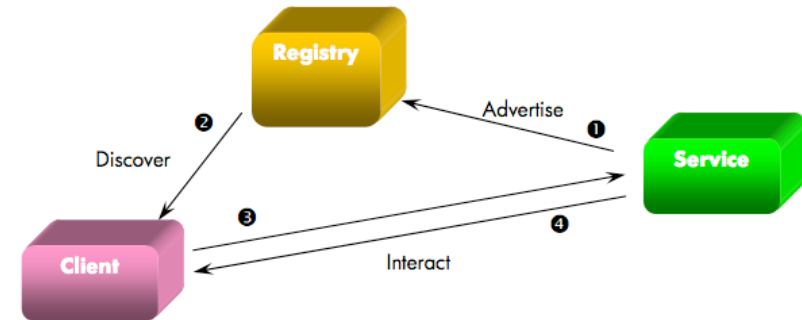 Registry
Advertise
❶
❷
Service
Discover
❸
❹
Client
Interact